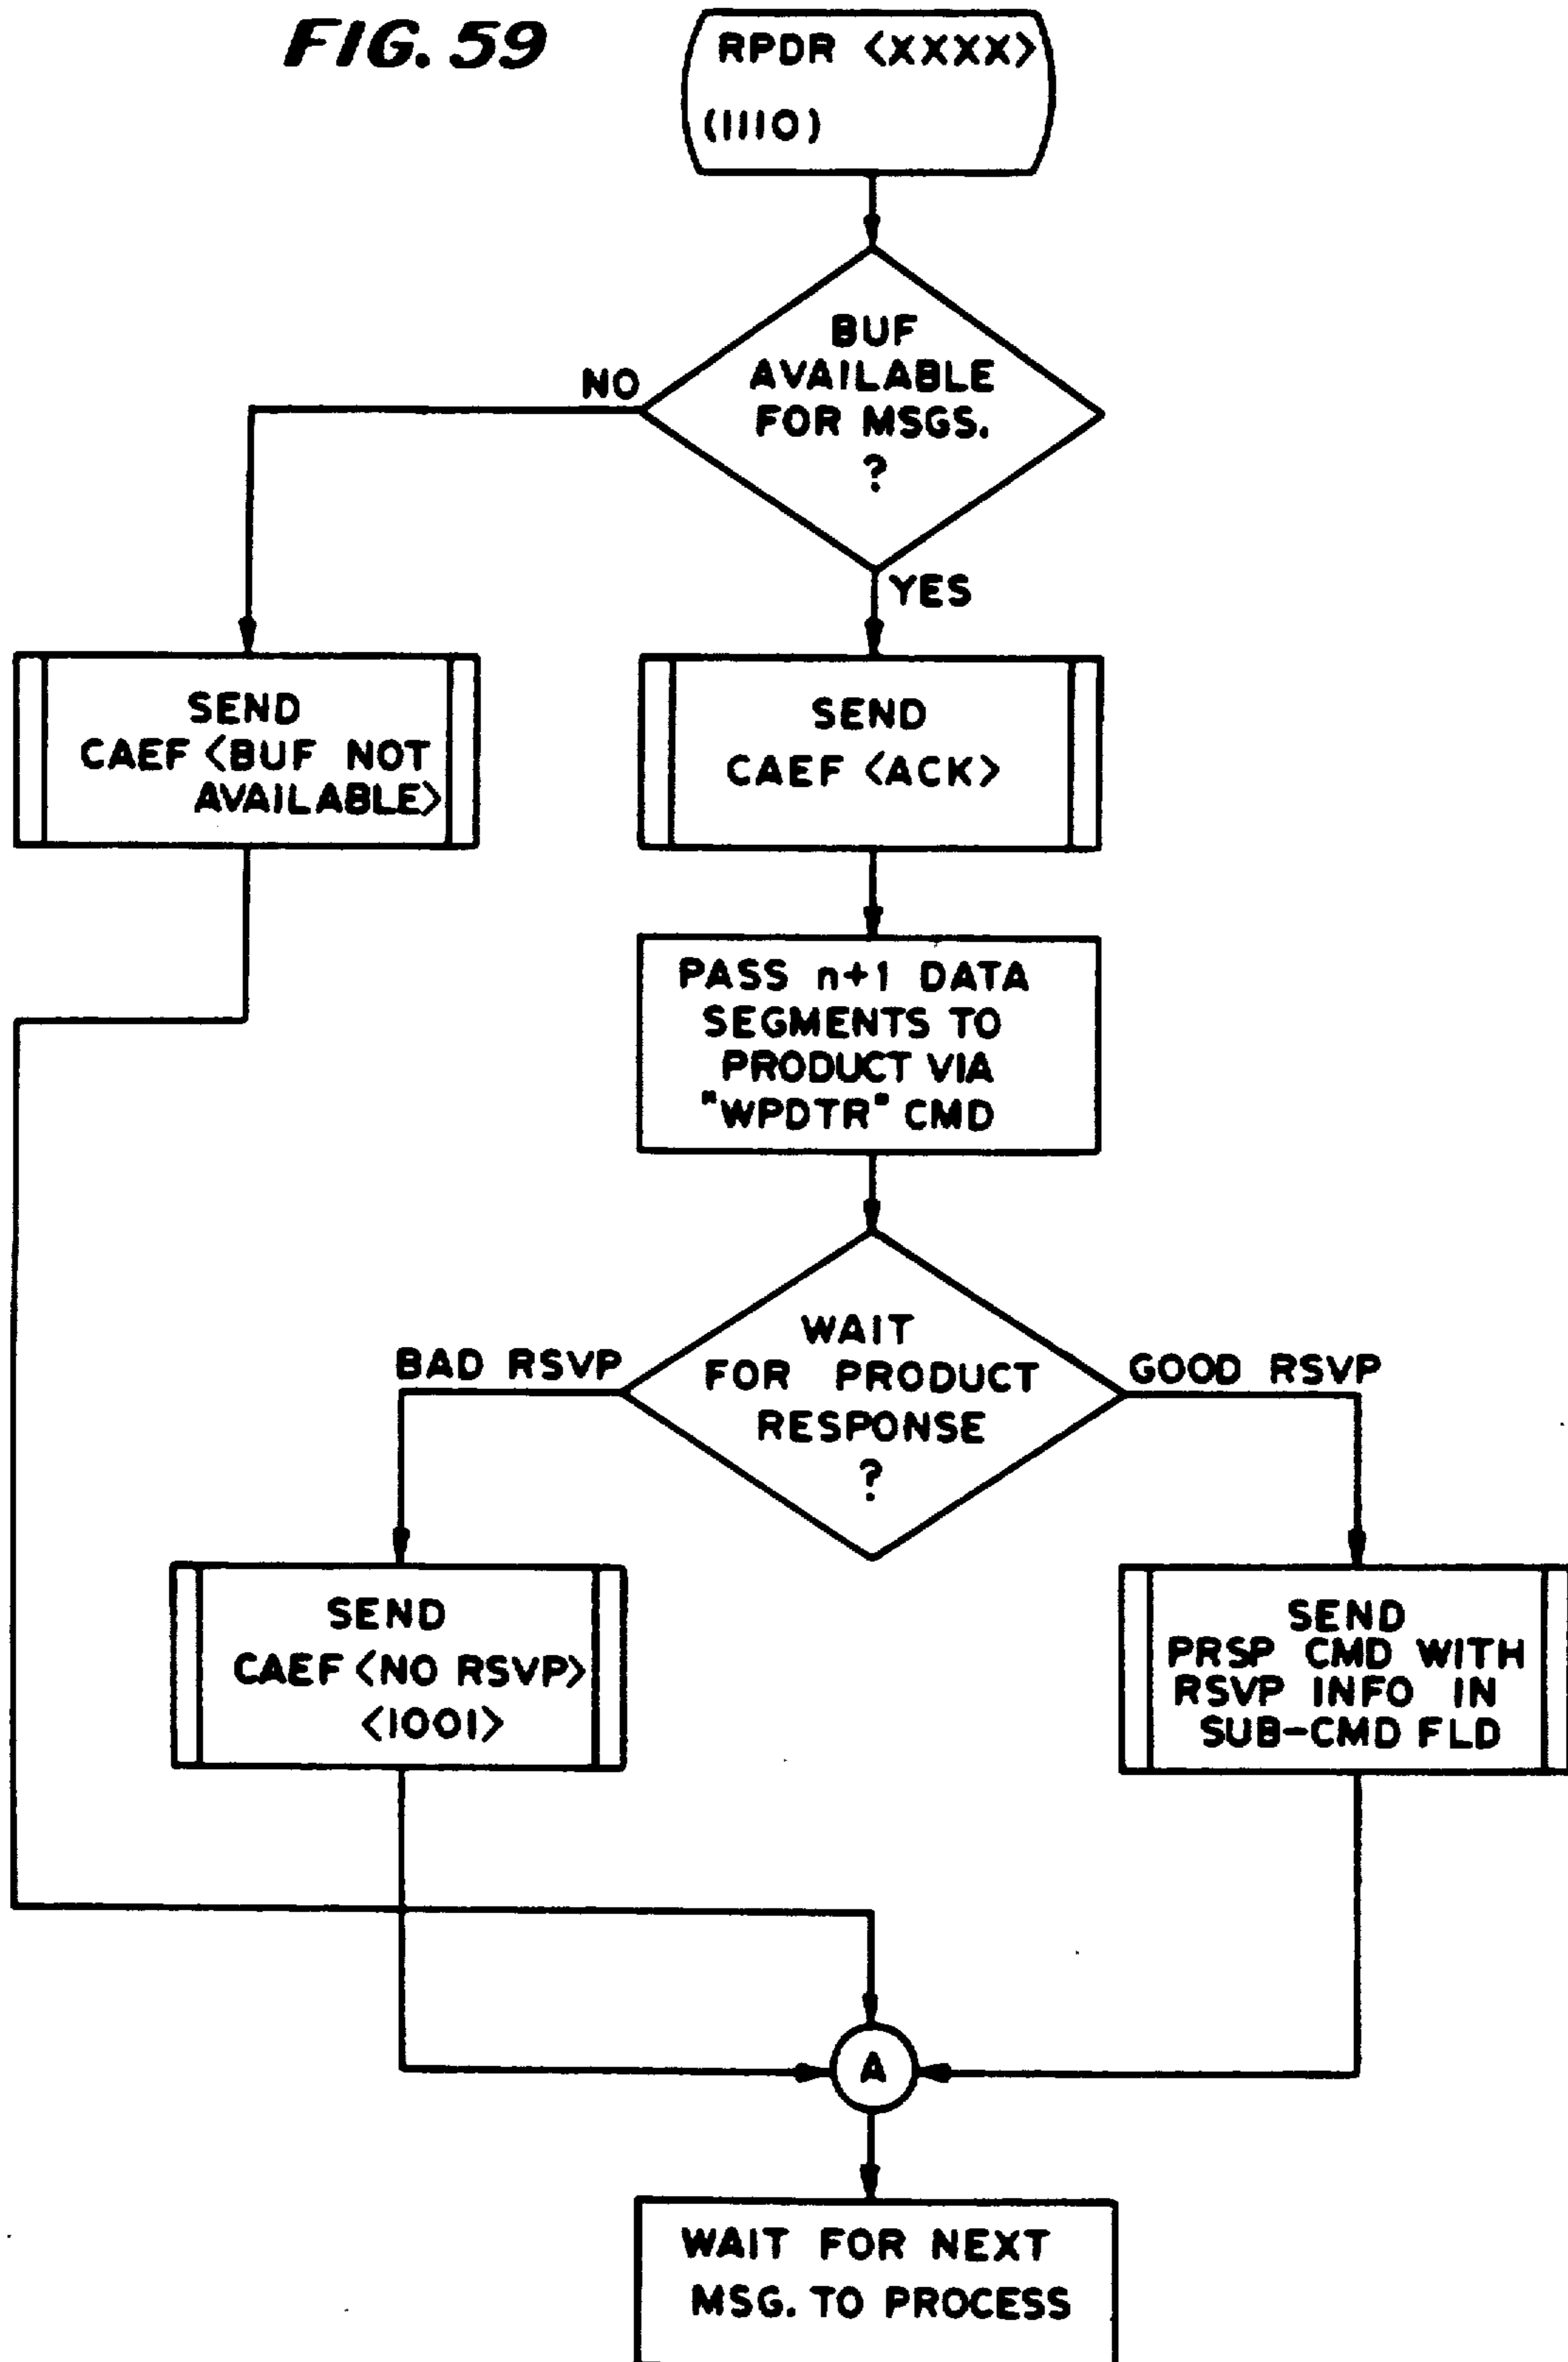 FIG. 59
RPDR <XXXX>
(1110)
BUF
AVAILABLE
FOR MSGS.
?
NO
YES
SEND
CAEF <BUF NOT
AVAILABLE>
SEND
CAEF <ACK>
PASS n+1 DATA
SEGMENTS TO
PRODUCT VIA
"WPDTR" CMD
WAIT
FOR PRODUCT
RESPONSE
?
BAD RSVP
GOOD RSVP
SEND
CAEF <NO RSVP>
<1001>
SEND
PRSP CMD WITH
RSVP INFO IN
SUB-CMD FLD
A
WAIT FOR NEXT
MSG. TO PROCESS